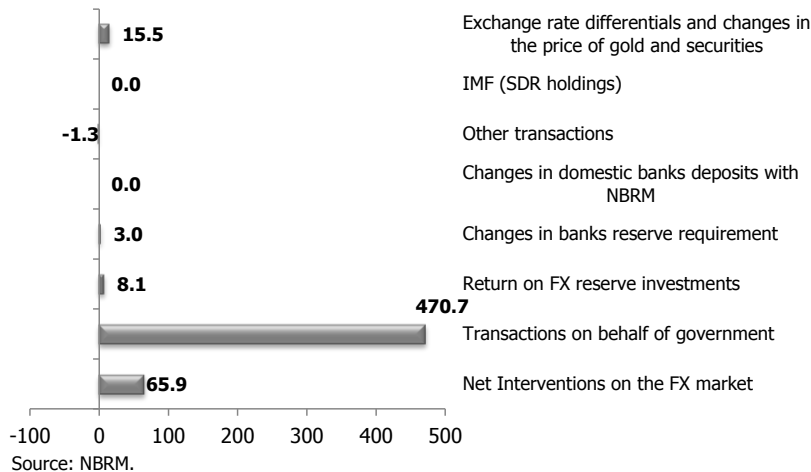 15.5
Exchange rate differentials and changes in
the price of gold and securities
0.0
IMF (SDR holdings)
-1.3
Other transactions
0.0
Changes in domestic banks deposits with
NBRM
3.0
Changes in banks reserve requirement
8.1
Return on FX reserve investments
470.7
Transactions on behalf of government
65.9
Net Interventions on the FX market
-100 0 100 200 300 400 500
Source: NBRM.